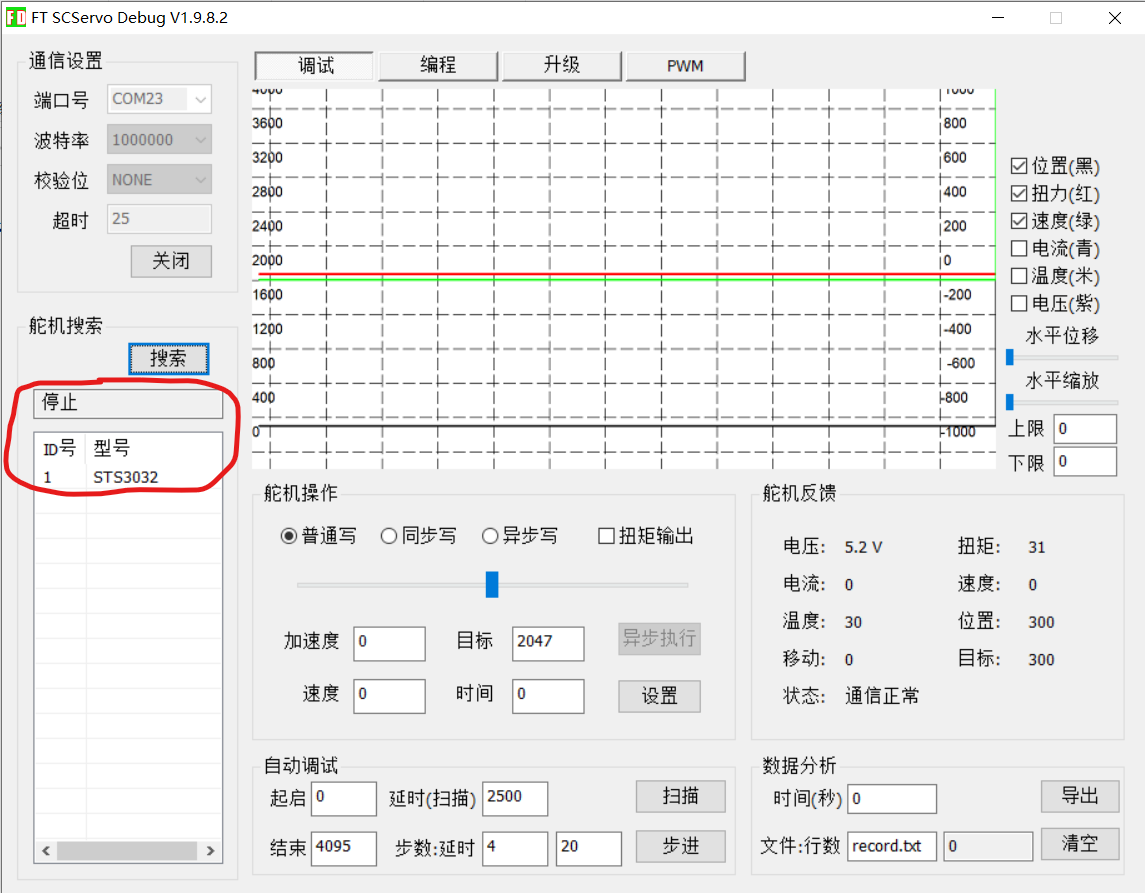 FT SCServo Debug V1.9.8.2
通信设置
端口号 COM23
波特率 1000000
校验位 NONE
超时 25
关闭
舵机搜索
搜索
停止
ID号 型号
1 STS3032
调试 编程 升级 PWM
4000 1000
3600 800
3200 600
2800 400
2400 200
2000 0
1600 -200
1200 -400
800 -600
400 -800
0 -1000
位置(黑)
扭力(红)
速度(绿)
电流(青)
温度(米)
电压(紫)
水平位移
水平缩放
上限 0
下限 0
舵机操作
普通写 同步写 异步写 扭矩输出
加速度 0 目标 2047 异步执行
速度 0 时间 0 设置
舵机反馈
电压: 5.2 V 扭矩: 31
电流: 0 速度: 0
温度: 30 位置: 300
移动: 0 目标: 300
状态: 通信正常
自动调试
起启 0 延时(扫描) 2500 扫描
结束 4095 步数:延时 4 20 步进
数据分析
时间(秒) 0 导出
文件:行数 record.txt 0 清空